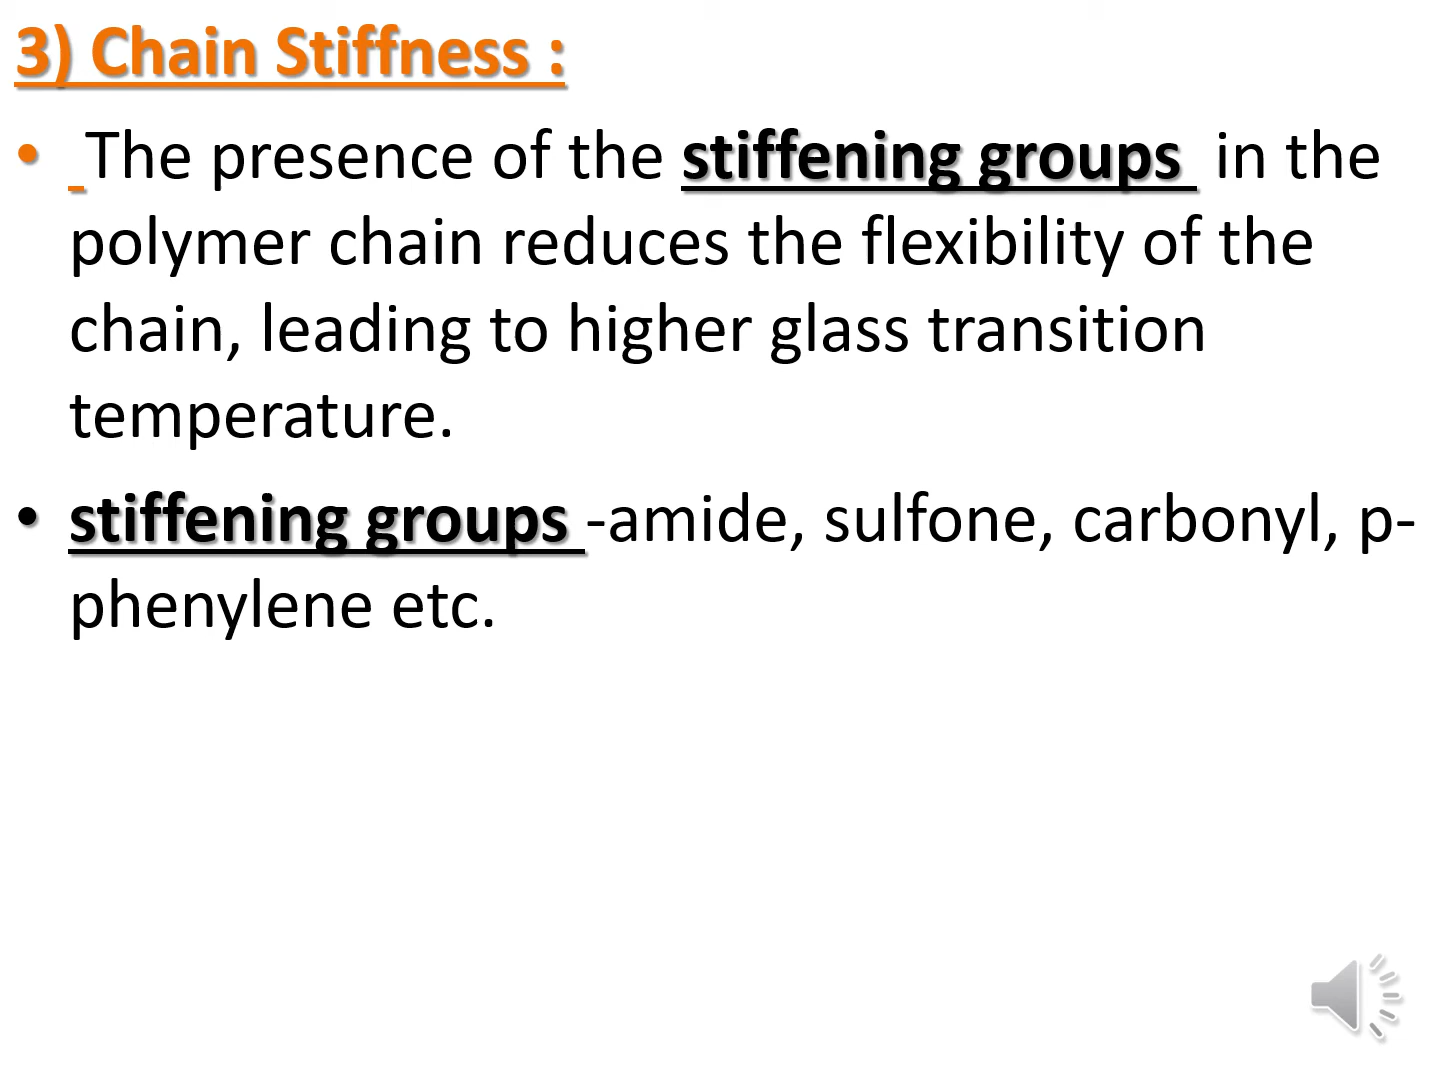 3) Chain Stiffness :
• The presence of the stiffening groups in the
polymer chain reduces the flexibility of the
chain, leading to higher glass transition
temperature.
• stiffening groups -amide, sulfone, carbonyl, p-
phenylene etc.